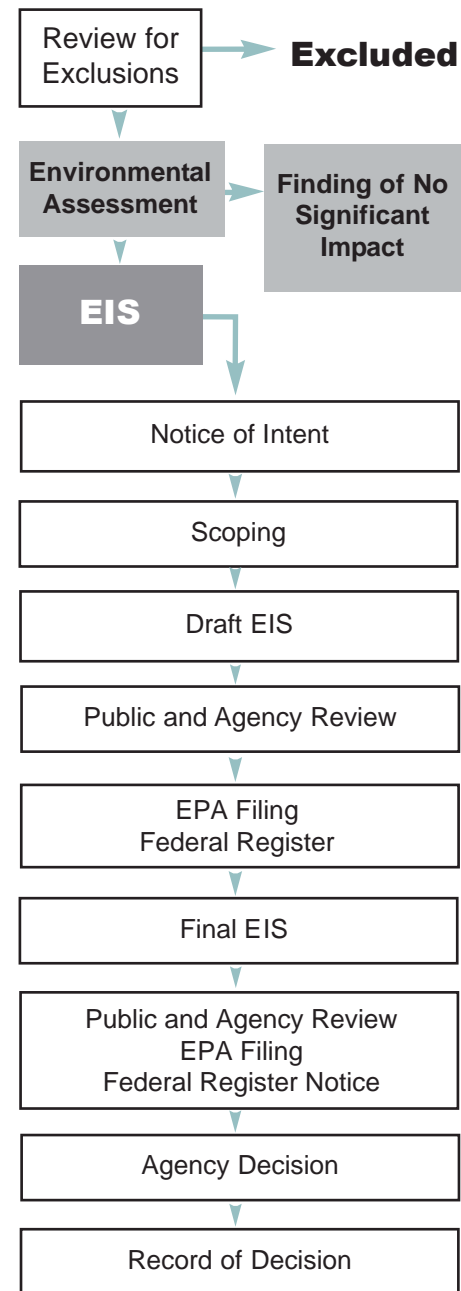 Review for
Exclusions
Excluded
Environmental
Assessment
Finding of No
Significant
Impact
EIS
Notice of Intent
Scoping
Draft EIS
Public and Agency Review
EPA Filing
Federal Register
Final EIS
Public and Agency Review
EPA Filing
Federal Register Notice
Agency Decision
Record of Decision